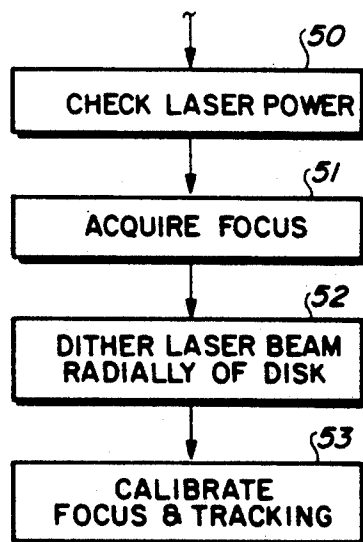 50
CHECK LASER POWER
51
ACQUIRE FOCUS
52
DITHER LASER BEAM
RADIALLY OF DISK
53
CALIBRATE
FOCUS & TRACKING